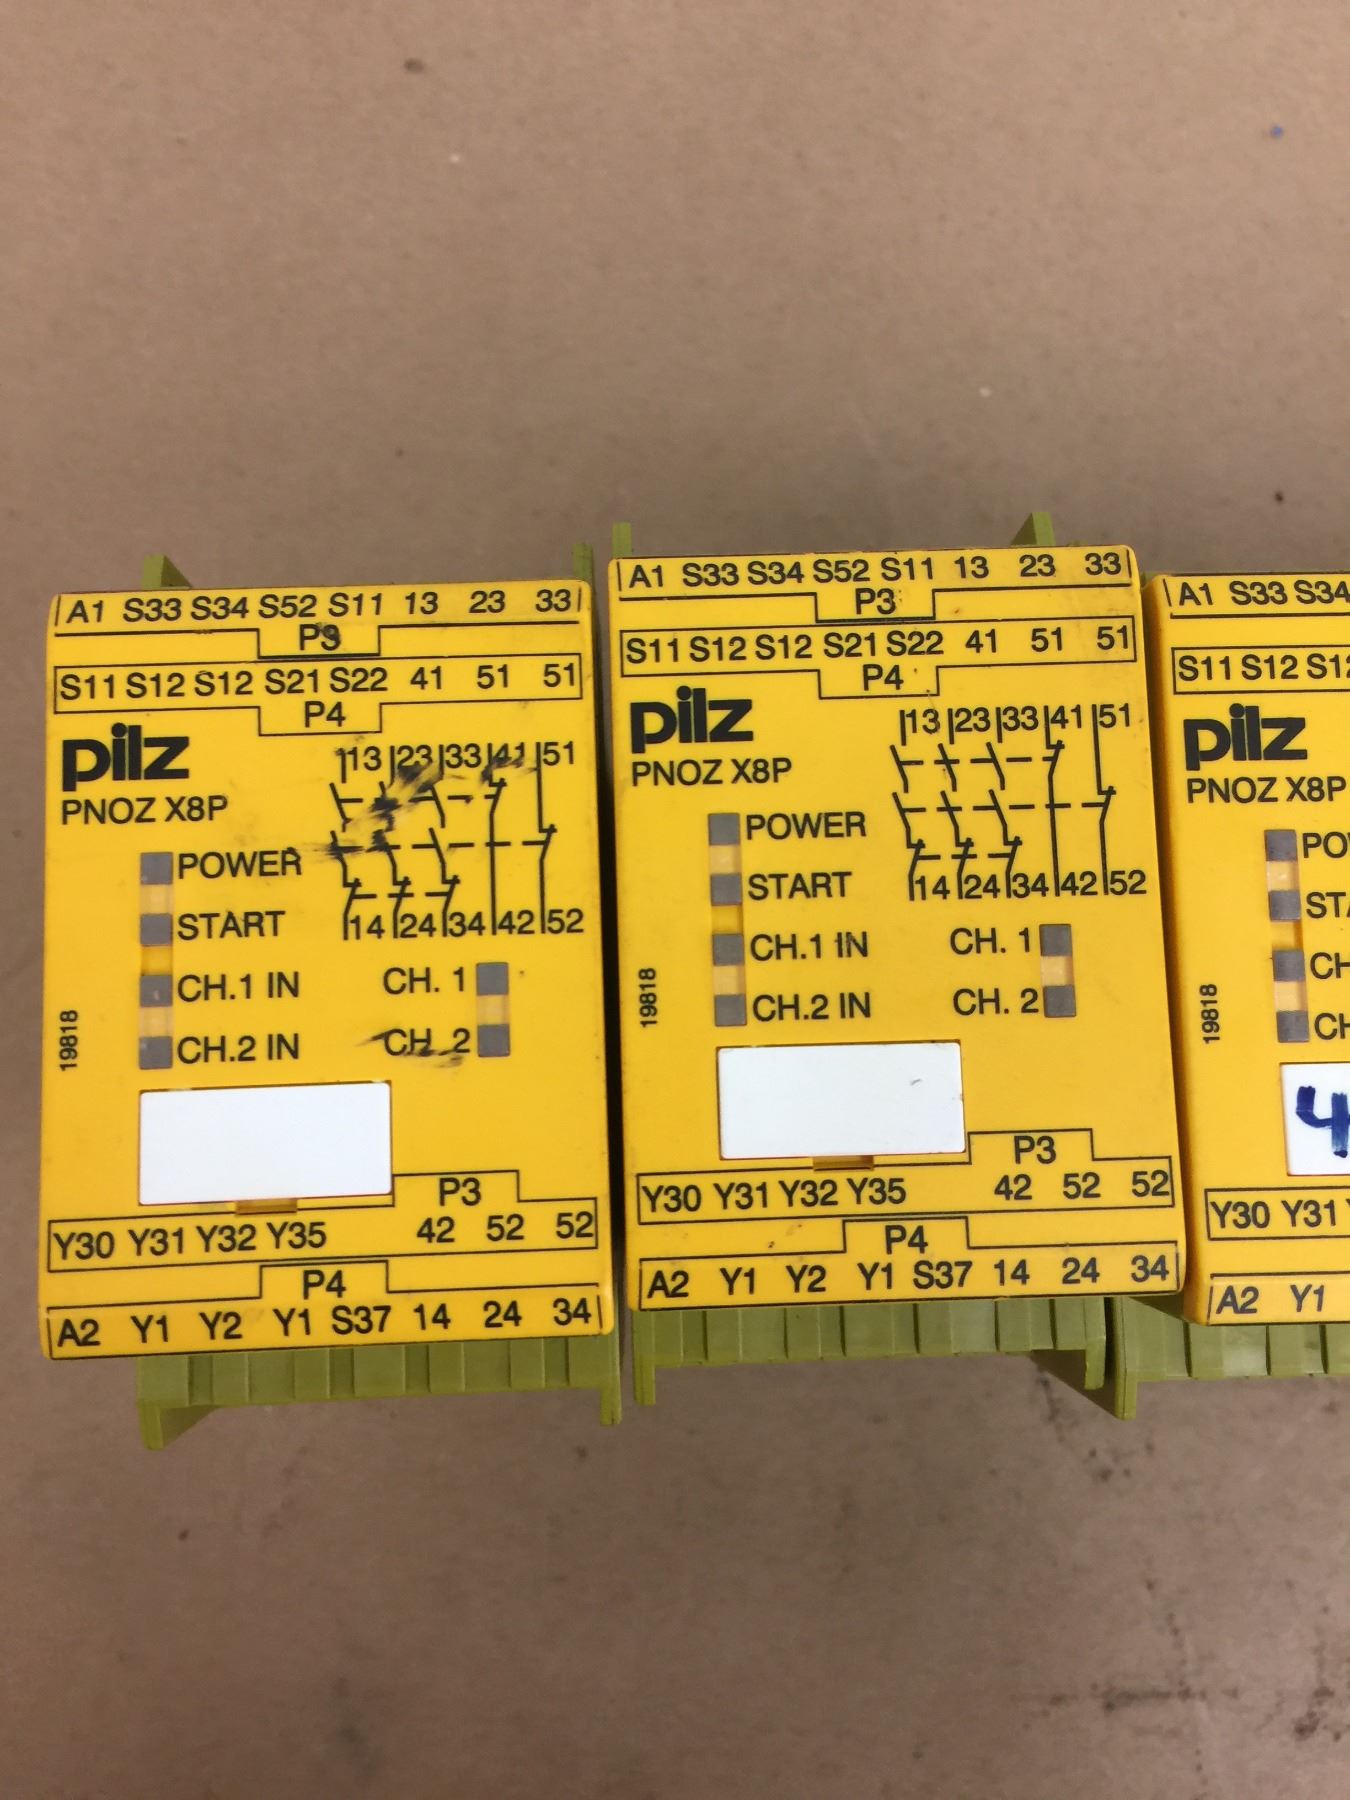 A1 S33 S34 S52 S11 13 23 33
P3
S11 S12 S12 S21 S22 41 51 51
P4
pilz
PNOZ X8P
13 23 33 41 51
POWER
START
14 24 34 42 52
CH.1 IN
CH. 1
CH.2 IN
CH. 2
19818
P3
Y30 Y31 Y32 Y35 42 52 52
P4
A2 Y1 Y2 Y1 S37 14 24 34
A1 S33 S34 S52 S11 13 23 33
P3
S11 S12 S12 S21 S22 41 51 51
P4
pilz
PNOZ X8P
13 23 33 41 51
POWER
START
14 24 34 42 52
CH.1 IN
CH. 1
CH.2 IN
CH. 2
19818
P3
Y30 Y31 Y32 Y35 42 52 52
P4
A2 Y1 Y2 Y1 S37 14 24 34
A1 S33 S34
S11 S12
pilz
PNOZ X8P
19818
4
Y30 Y31
A2 Y1